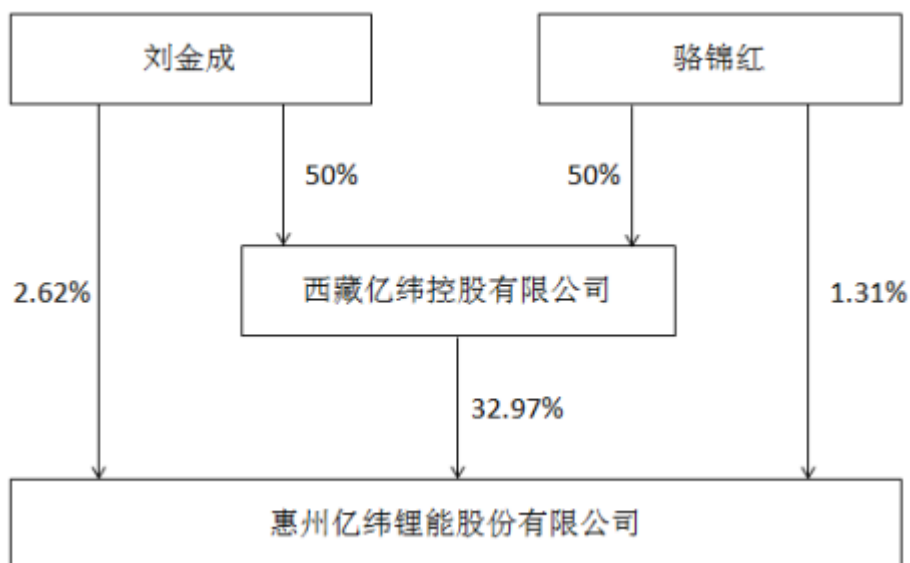 刘金成
骆锦红
50%
50%
2.62%
西藏亿纬控股有限公司
1.31%
32.97%
惠州亿纬锂能股份有限公司